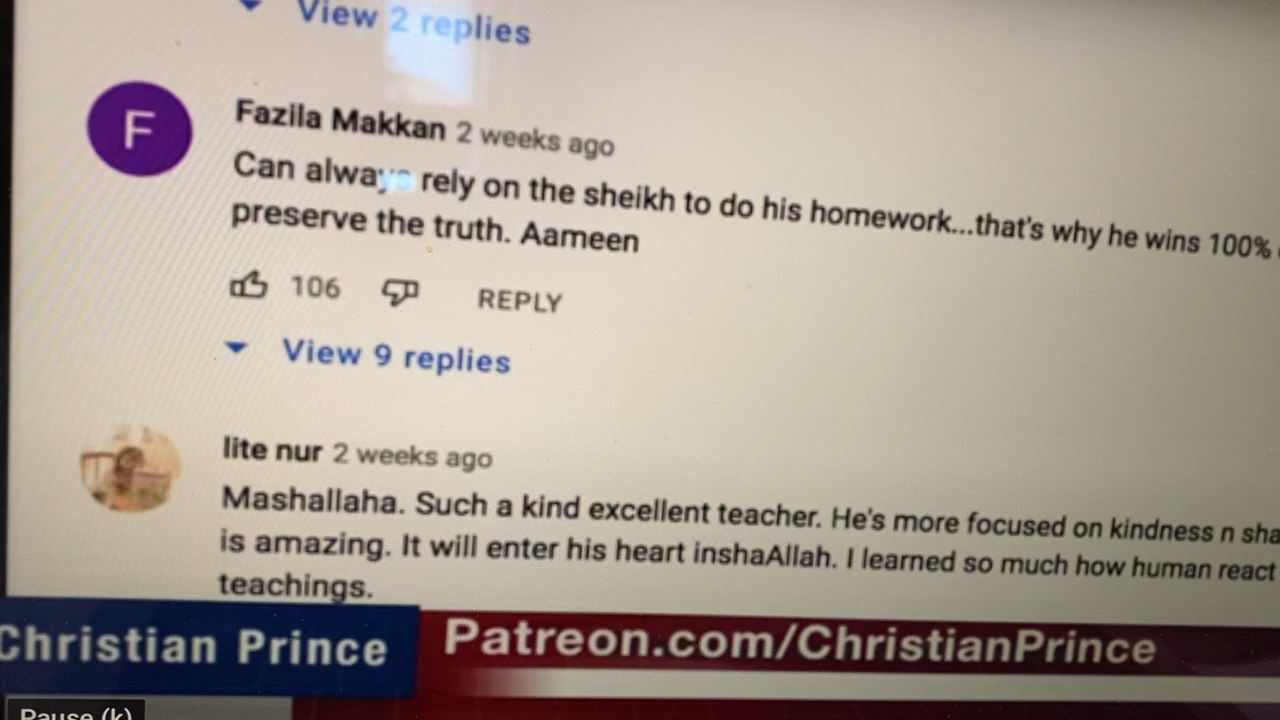 View 2 replies
F
Fazila Makkan 2 weeks ago
Can always rely on the sheikh to do his homework...that's why he wins 100%
preserve the truth. Aameen
106 REPLY
View 9 replies
lite nur 2 weeks ago
Mashallaha. Such a kind excellent teacher. He's more focused on kindness n sha
is amazing. It will enter his heart inshaAllah. I learned so much how human react
teachings.
Christian Prince Patreon.com/ChristianPrince
Pause (k)